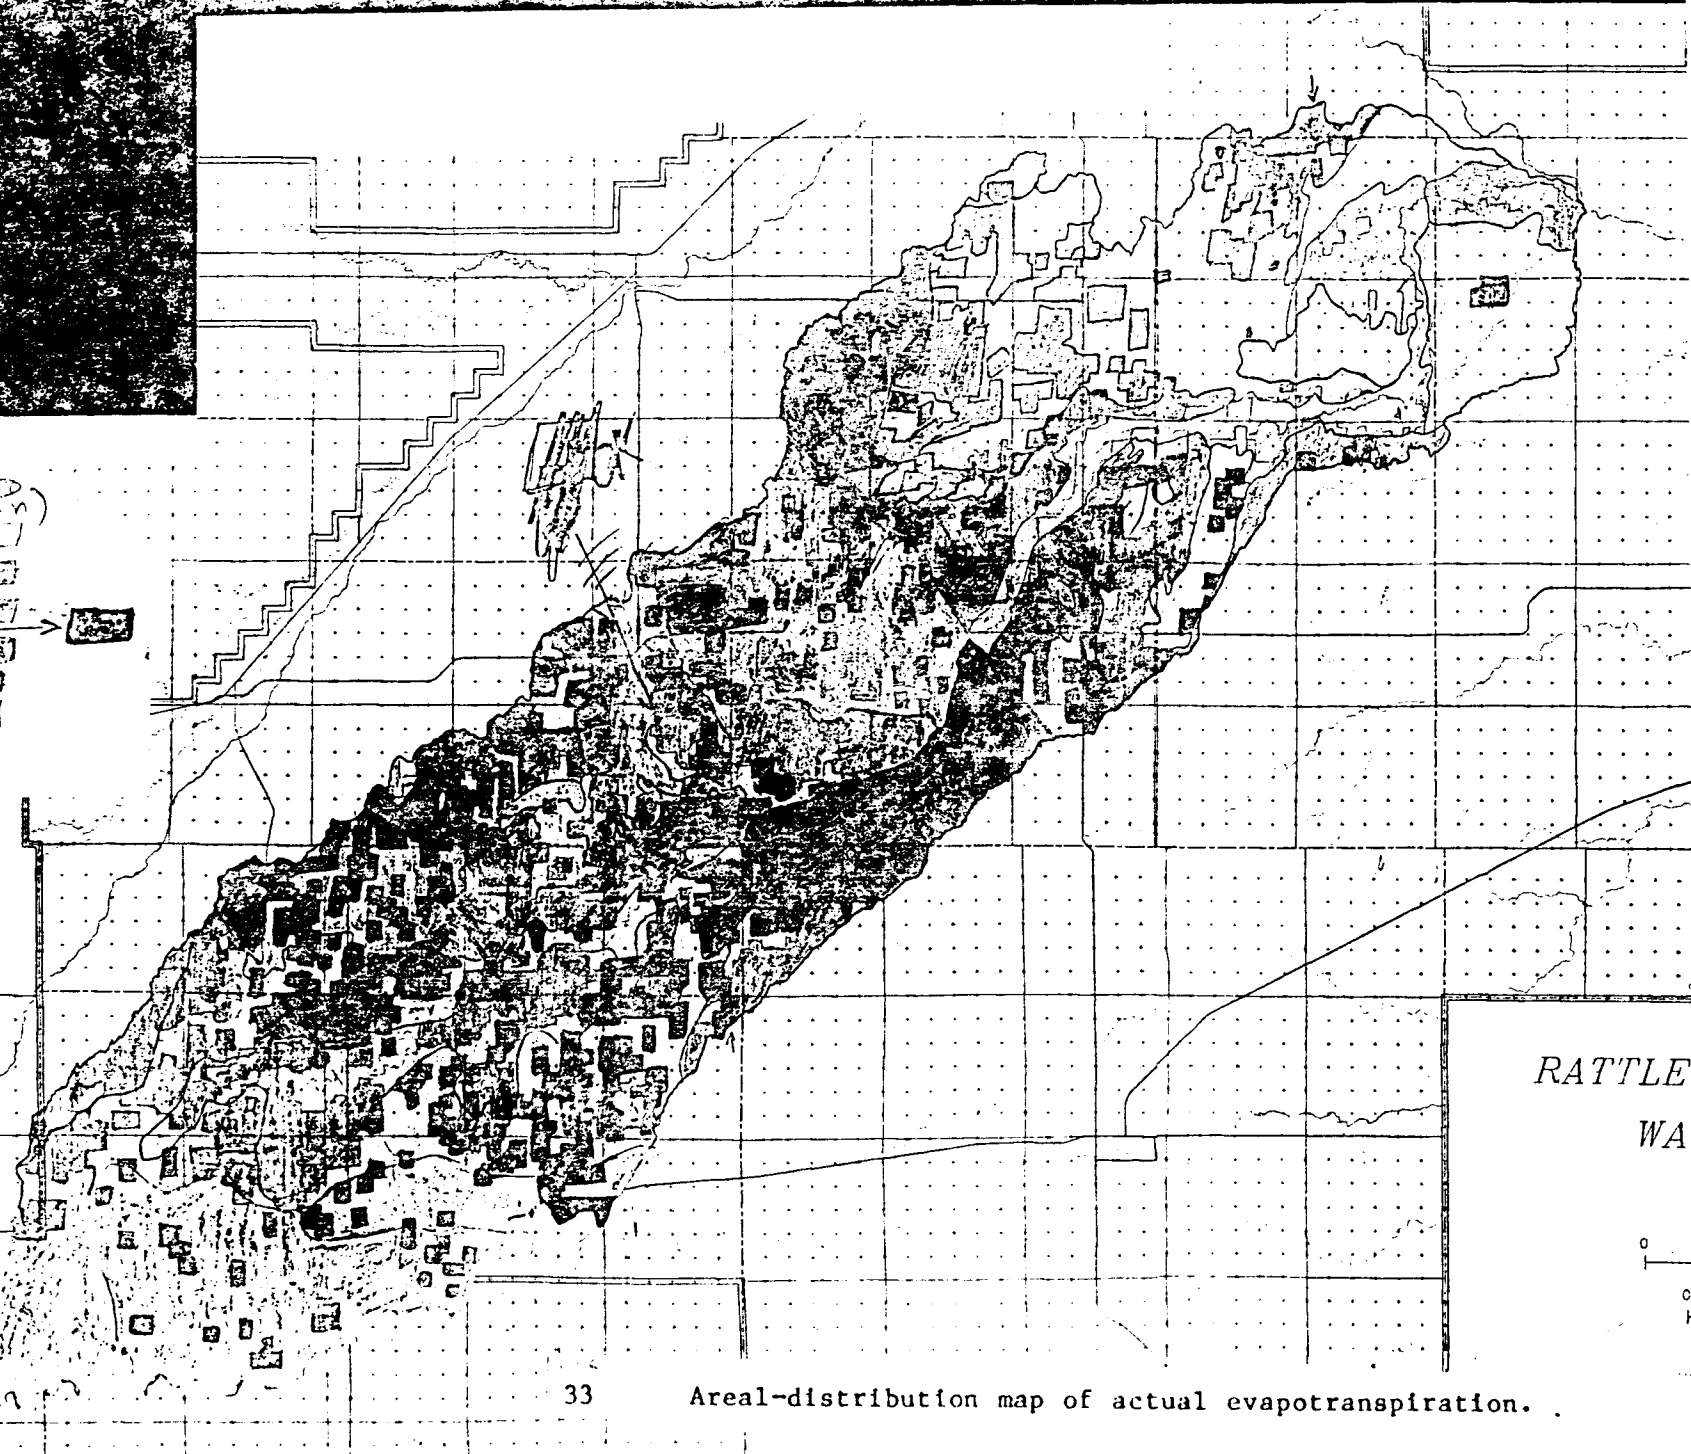 RATTLE
WA
0
33 Areal-distribution map of actual evapotranspiration.